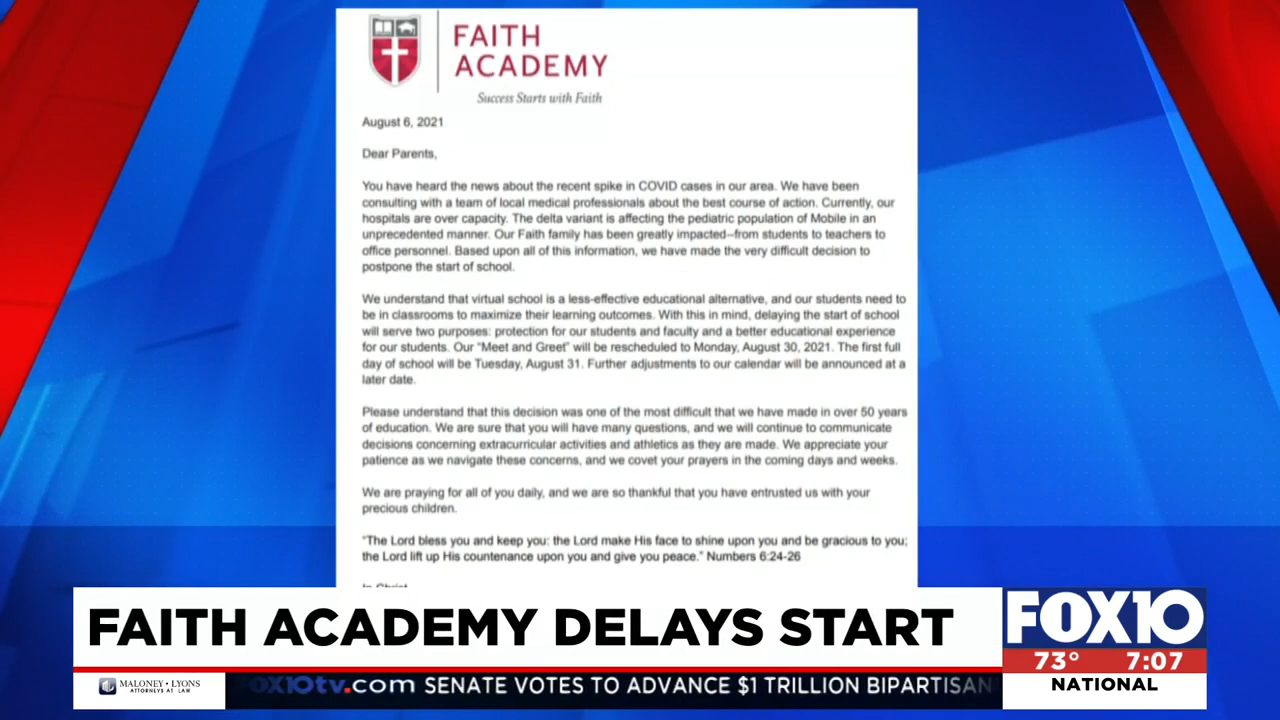 FAITH
ACADEMY
Success Starts with Faith
August 6, 2021
Dear Parents,
You have heard the news about the recent spike in COVID cases in our area. We have been
consulting with a team of local medical professionals about the best course of action. Currently, our
hospitals are over capacity. The delta variant is affecting the pediatric population of Mobile in an
unprecedented manner. Our Faith family has been greatly impacted–from students to teachers to
office personnel. Based upon all of this information, we have made the very difficult decision to
postpone the start of school.
We understand that virtual school is a less-effective educational alternative, and our students need to
be in classrooms to maximize their learning outcomes. With this in mind, delaying the start of school
will serve two purposes: protection for our students and faculty and a better educational experience
for our students. Our “Meet and Greet” will be rescheduled to Monday, August 30, 2021. The first full
day of school will be Tuesday, August 31. Further adjustments to our calendar will be announced at a
later date.
Please understand that this decision was one of the most difficult that we have made in over 50 years
of education. We are sure that you will have many questions, and we will continue to communicate
decisions concerning extracurricular activities and athletics as they are made. We appreciate your
patience as we navigate these concerns, and we covet your prayers in the coming days and weeks.
We are praying for all of you daily, and we are so thankful that you have entrusted us with your
precious children.
“The Lord bless you and keep you: the Lord make His face to shine upon you and be gracious to you;
the Lord lift up His countenance upon you and give you peace.” Numbers 6:24-26
In Christ
FAITH ACADEMY DELAYS START
FOX10
73° 7:07
NATIONAL
MALONEY • LYONS
ATTORNEYS AT LAW
OX10tv.com SENATE VOTES TO ADVANCE $1 TRILLION BIPARTISAN